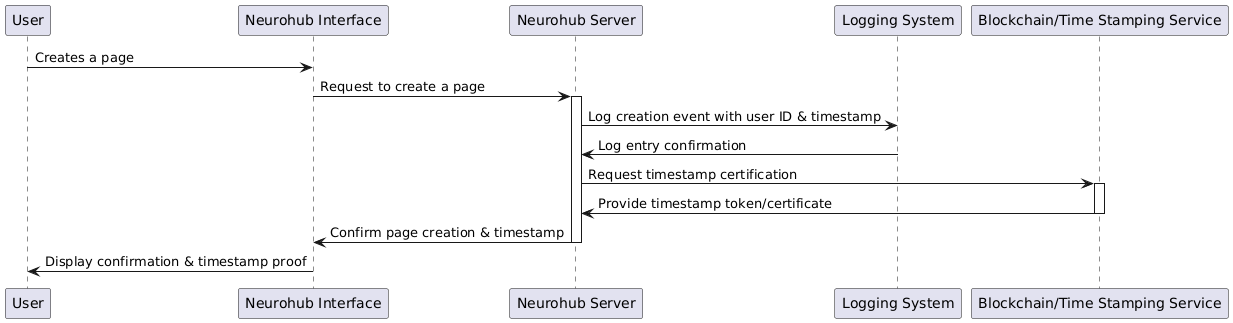 User
Neurohub Interface
Neurohub Server
Logging System
Blockchain/Time Stamping Service
Creates a page
Request to create a page
Log creation event with user ID & timestamp
Log entry confirmation
Request timestamp certification
Provide timestamp token/certificate
Confirm page creation & timestamp
Display confirmation & timestamp proof
User
Neurohub Interface
Neurohub Server
Logging System
Blockchain/Time Stamping Service